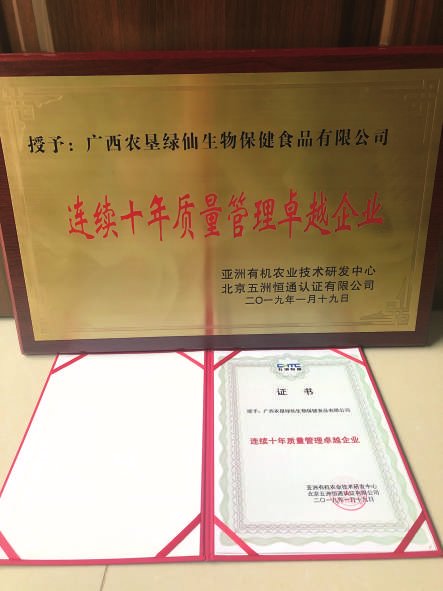 授予：广西农垦绿仙生物保健食品有限公司
连续十年质量管理卓越企业
亚洲有机农业技术研发中心
北京五洲恒通认证有限公司
二〇一九年一月十九日
五洲恒通
证书
授予：广西农垦绿仙生物保健食品有限公司
连续十年质量管理卓越企业
亚洲有机农业技术研发中心
北京五洲恒通认证有限公司
二〇一九年一月十九日